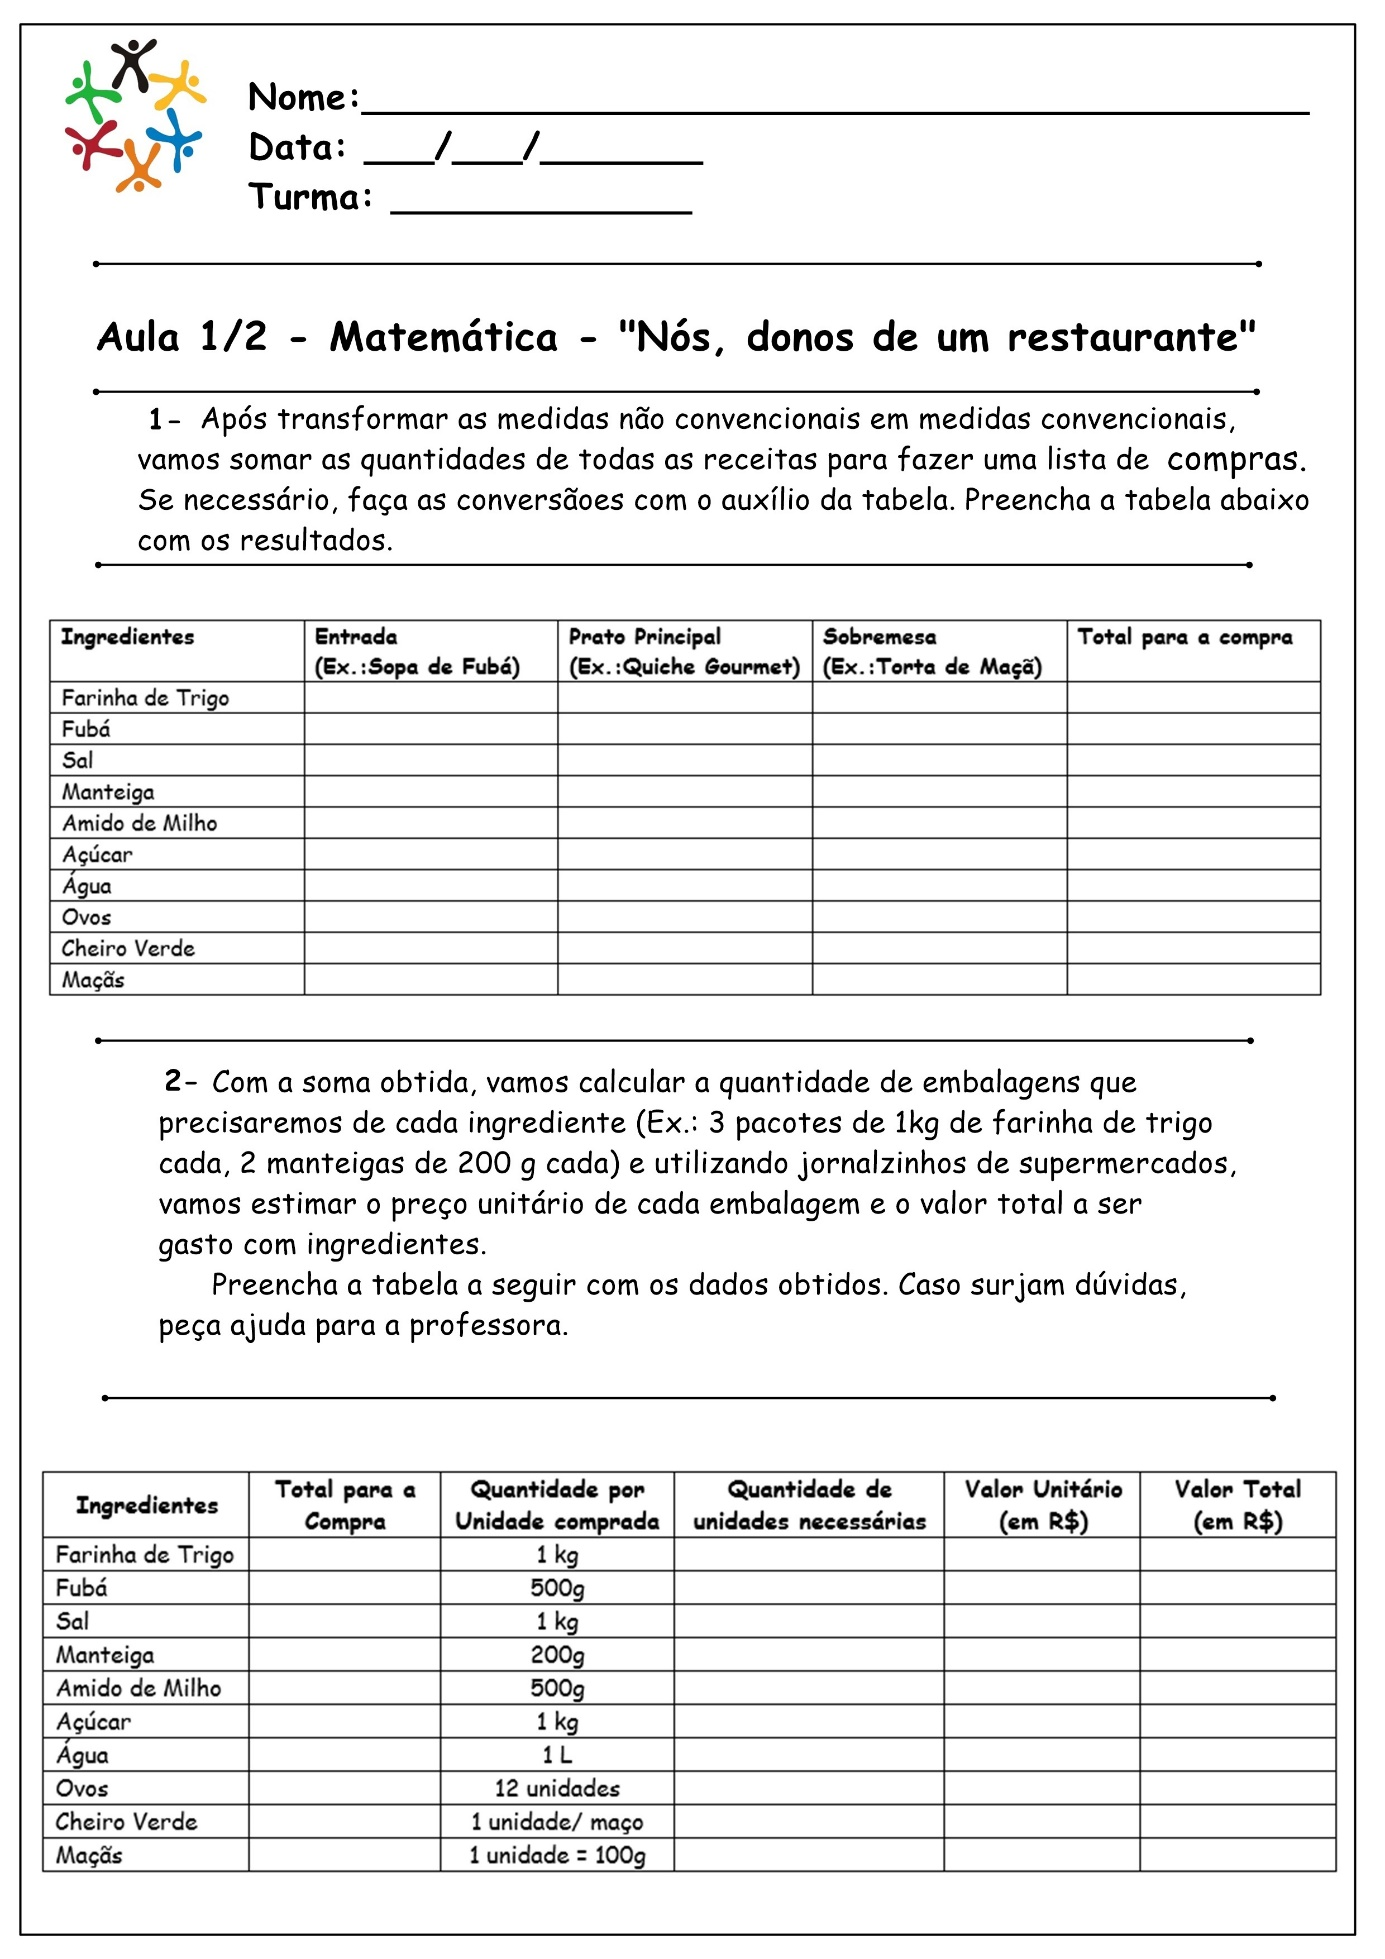 Nome:
Data: ___/___/_______
Turma: _____________
Aula 1/2 - Matemática - "Nós, donos de um restaurante"
1- Após transformar as medidas não convencionais em medidas convencionais,
vamos somar as quantidades de todas as receitas para fazer uma lista de compras.
Se necessário, faça as conversãoes com o auxílio da tabela. Preencha a tabela abaixo
com os resultados.
Ingredientes Entrada Prato Principal Sobremesa Total para a compra
(Ex.:Sopa de Fubá) (Ex.:Quiche Gourmet) (Ex.:Torta de Maçã)
Farinha de Trigo
Fubá
Sal
Manteiga
Amido de Milho
Açúcar
Água
Ovos
Cheiro Verde
Maçãs
2- Com a soma obtida, vamos calcular a quantidade de embalagens que
precisaremos de cada ingrediente (Ex.: 3 pacotes de 1kg de farinha de trigo
cada, 2 manteigas de 200 g cada) e utilizando jornalzinhos de supermercados,
vamos estimar o preço unitário de cada embalagem e o valor total a ser
gasto com ingredientes.
Preencha a tabela a seguir com os dados obtidos. Caso surjam dúvidas,
peça ajuda para a professora.
Ingredientes Total para a Quantidade por Quantidade de Valor Unitário Valor Total
Compra Unidade comprada unidades necessárias (em R$) (em R$)
Farinha de Trigo 1 kg
Fubá 500g
Sal 1 kg
Manteiga 200g
Amido de Milho 500g
Açúcar 1 kg
Água 1 L
Ovos 12 unidades
Cheiro Verde 1 unidade/ maço
Maçãs 1 unidade = 100g